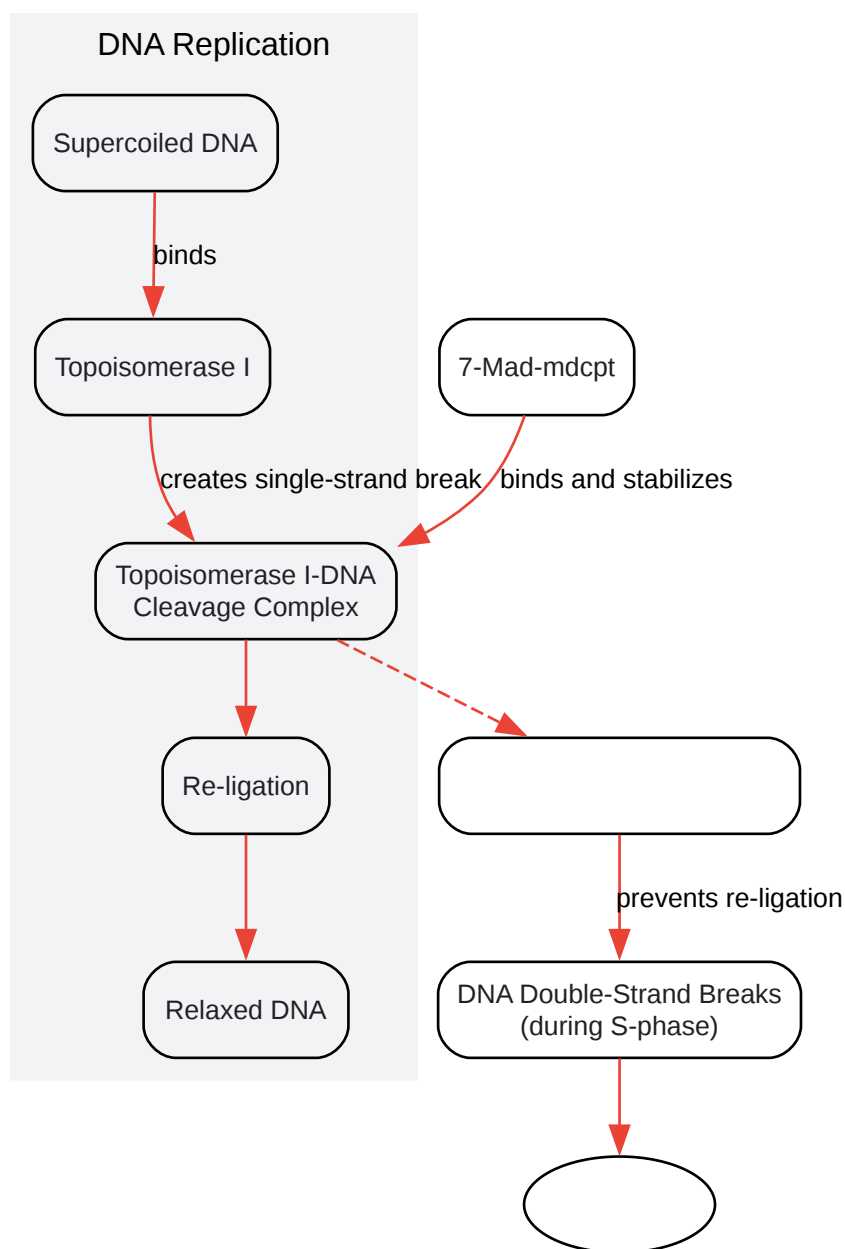 DNA Replication
Supercoiled DNA
binds
Topoisomerase I
7-Mad-mdcpt
creates single-strand break
binds and stabilizes
Topoisomerase I-DNA
Cleavage Complex
Re-ligation
prevents re-ligation
Relaxed DNA
DNA Double-Strand Breaks
(during S-phase)